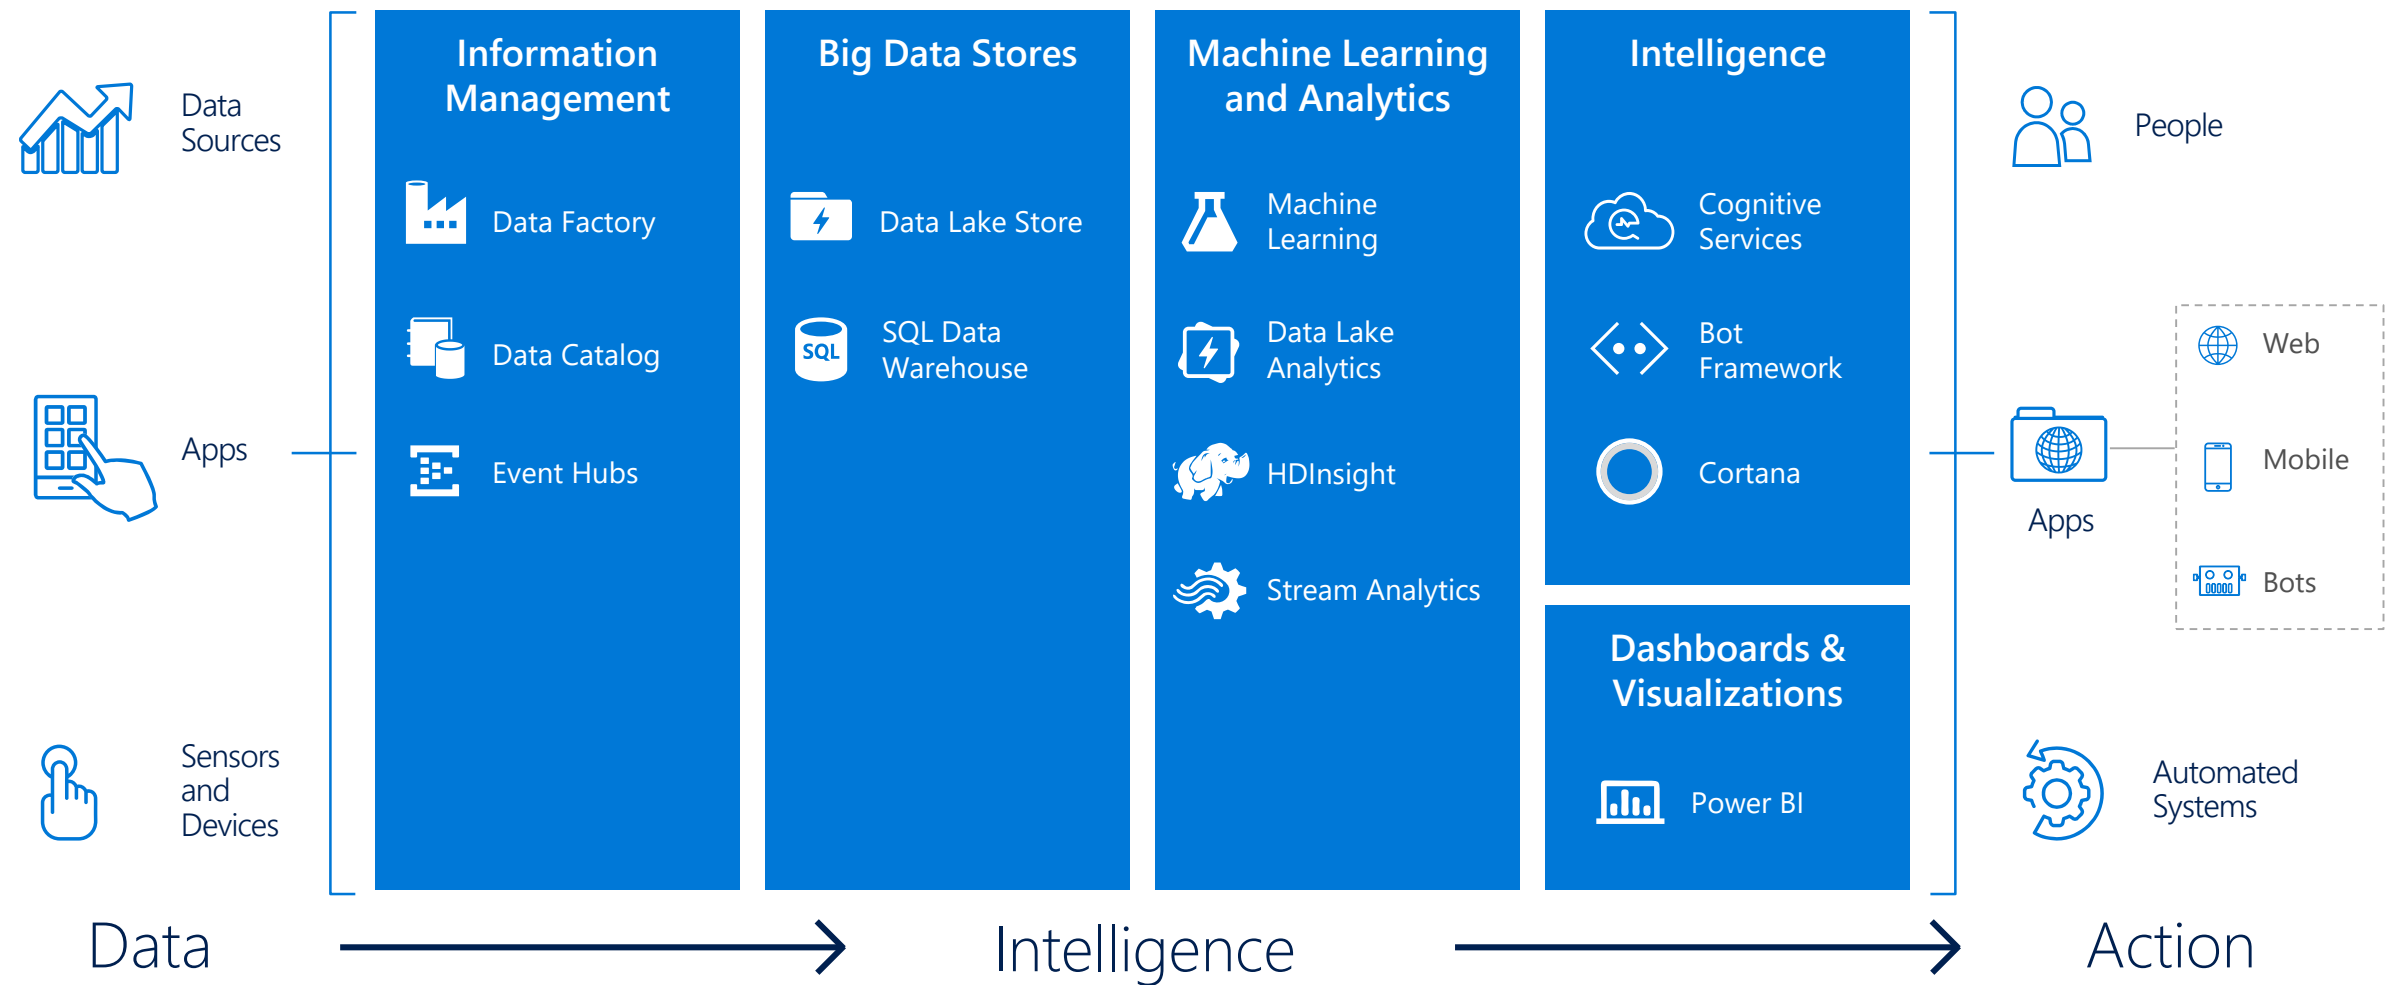 Data
Sources
Apps
Sensors
and
Devices
Information
Management
Data Factory
Data Catalog
Event Hubs
Big Data Stores
Data Lake Store
SQL
SQL Data
Warehouse
Machine Learning
and Analytics
Machine
Learning
Data Lake
Analytics
HDInsight
Stream Analytics
Intelligence
Cognitive
Services
Bot
Framework
Cortana
Dashboards &
Visualizations
Power BI
People
Apps
Web
Mobile
Bots
Automated
Systems
Data
Intelligence
Action